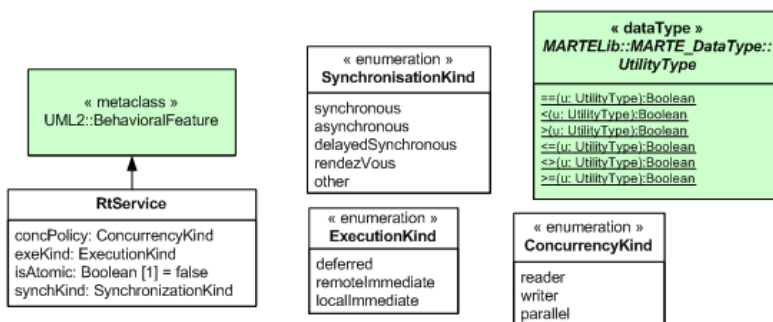 « metaclass »
UML2::BehavioralFeature
RtService
concPolicy: ConcurrencyKind
exeKind: ExecutionKind
isAtomic: Boolean [1] = false
synchKind: SynchronizationKind
« enumeration »
SynchronisationKind
synchronous
asynchronous
delayedSynchronous
rendezVous
other
« enumeration »
ExecutionKind
deferred
remoteImmediate
localImmediate
« dataType »
MARTELib::MARTE_DataType::
UtilityType
==(u: UtilityType):Boolean
<(u: UtilityType):Boolean
>(u: UtilityType):Boolean
<=(u: UtilityType):Boolean
<>(u: UtilityType):Boolean
>=(u: UtilityType):Boolean
« enumeration »
ConcurrencyKind
reader
writer
parallel